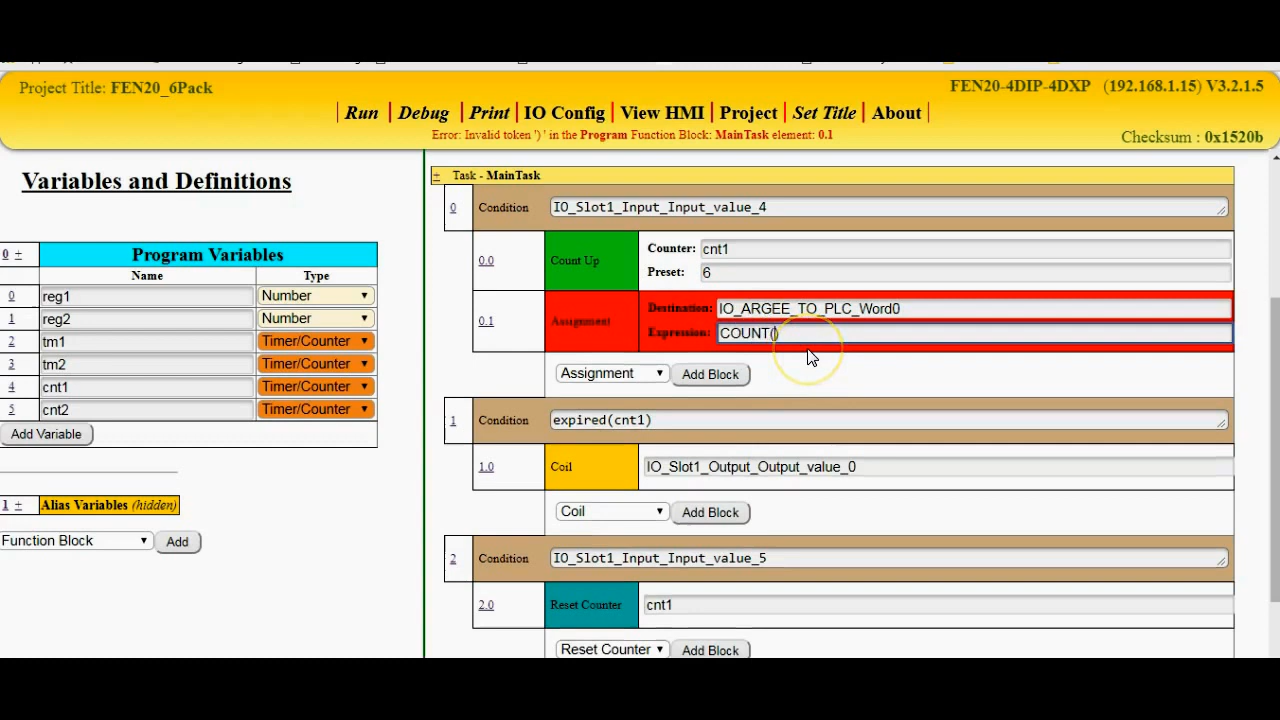 Project Title: FEN20_6Pack
FEN20-4DIP-4DXP (192.168.1.15) V3.2.1.5
| Run | Debug | Print | IO Config | View HMI | Project | Set Title | About |
Error: Invalid token ')' in the Program Function Block: MainTask element: 0.1
Checksum : 0x1520b
Variables and Definitions
0 ± Program Variables
Name Type
0 reg1 Number
1 reg2 Number
2 tm1 Timer/Counter
3 tm2 Timer/Counter
4 cnt1 Timer/Counter
5 cnt2 Timer/Counter
Add Variable
1 ± Alias Variables (hidden)
Function Block Add
± Task - MainTask
0 Condition IO_Slot1_Input_Input_value_4
0.0 Count Up Counter: cnt1
Preset: 6
0.1 Assignment Destination: IO_ARGEE_TO_PLC_Word0
Expression: COUNT()
Assignment Add Block
1 Condition expired(cnt1)
1.0 Coil IO_Slot1_Output_Output_value_0
Coil Add Block
2 Condition IO_Slot1_Input_Input_value_5
2.0 Reset Counter cnt1
Reset Counter Add Block